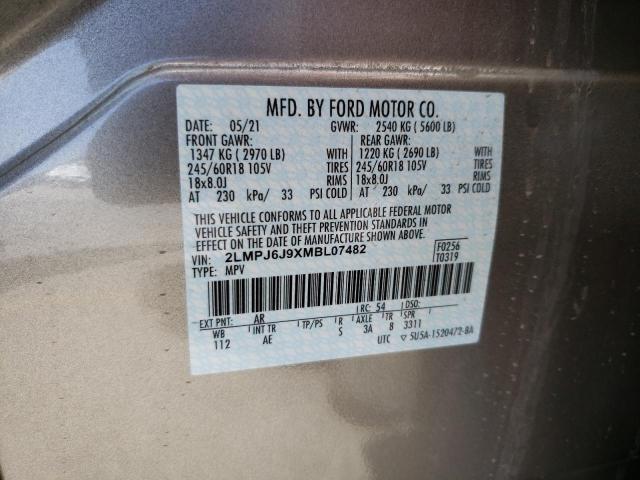 MFD. BY FORD MOTOR CO.
DATE: 05/21 GVWR: 2540 KG ( 5600 LB)
FRONT GAWR: REAR GAWR:
1347 KG ( 2970 LB) WITH 1220 KG ( 2690 LB) WITH
245/60R18 105V TIRES 245/60R18 105V TIRES
18x8.0J RIMS 18x8.0J RIMS
AT 230 kPa/ 33 PSI COLD AT 230 kPa/ 33 PSI COLD
THIS VEHICLE CONFORMS TO ALL APPLICABLE FEDERAL MOTOR
VEHICLE SAFETY AND THEFT PREVENTION STANDARDS IN
EFFECT ON THE DATE OF MANUFACTURE SHOWN ABOVE.
VIN: 2LMPJ6J9XMBL07482 F0256
TYPE: MPV T0319
EXT PNT: AR RC: 54 DSO:
WB INT TR TP/PS R AXLE TR SPR
112 AE S 3A 8 3311
UTC ▽ 5U5A-1520472-BA